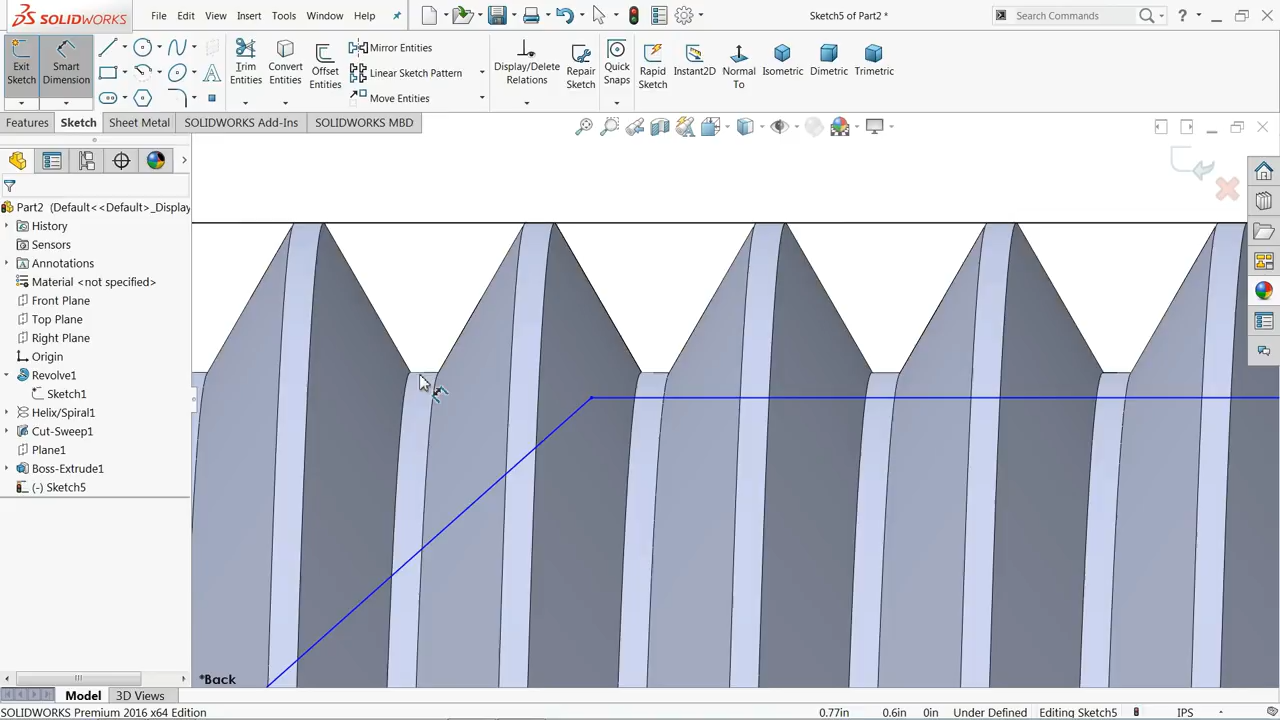 SOLIDWORKS
File Edit View Insert Tools Window Help
Sketch5 of Part2 *
Search Commands
Exit Sketch
Smart Dimension
Trim Entities
Convert Entities
Offset Entities
Mirror Entities
Linear Sketch Pattern
Move Entities
Display/Delete Relations
Repair Sketch
Quick Snaps
Rapid Sketch
Instant2D
Normal To
Isometric
Dimetric
Trimetric
Features Sketch Sheet Metal SOLIDWORKS Add-Ins SOLIDWORKS MBD
Part2 (Default<<Default>_Display
History
Sensors
Annotations
Material <not specified>
Front Plane
Top Plane
Right Plane
Origin
Revolve1
Sketch1
Helix/Spiral1
Cut-Sweep1
Plane1
Boss-Extrude1
(-) Sketch5
*Back
Model 3D Views
SOLIDWORKS Premium 2016 x64 Edition 0.77in 0.6in 0in Under Defined Editing Sketch5 IPS